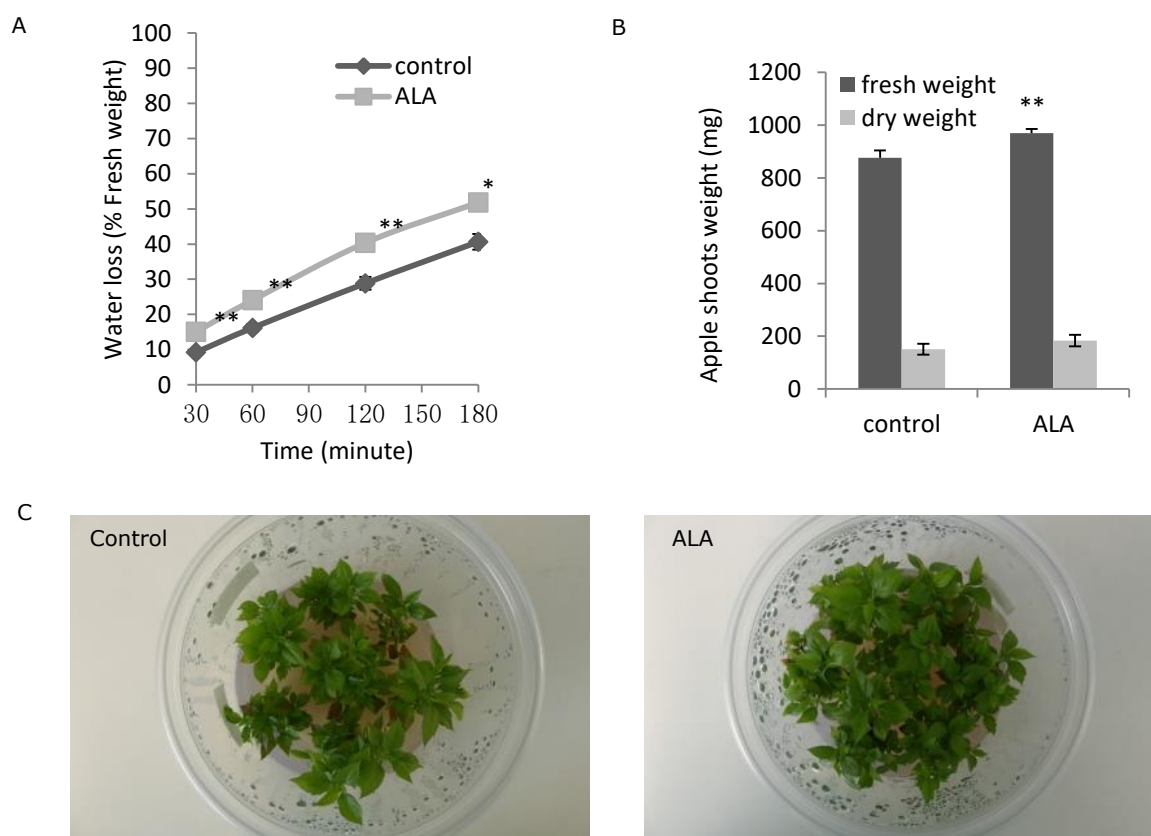 A
100
90
80
70
60
50
40
30
20
10
0
Water loss (% Fresh weight)
control
ALA
**
**
**
*
30 60 90 120 150 180
Time (minute)
B
1200
1000
800
600
400
200
0
Apple shoots weight (mg)
fresh weight
dry weight
**
control ALA
C
Control
ALA